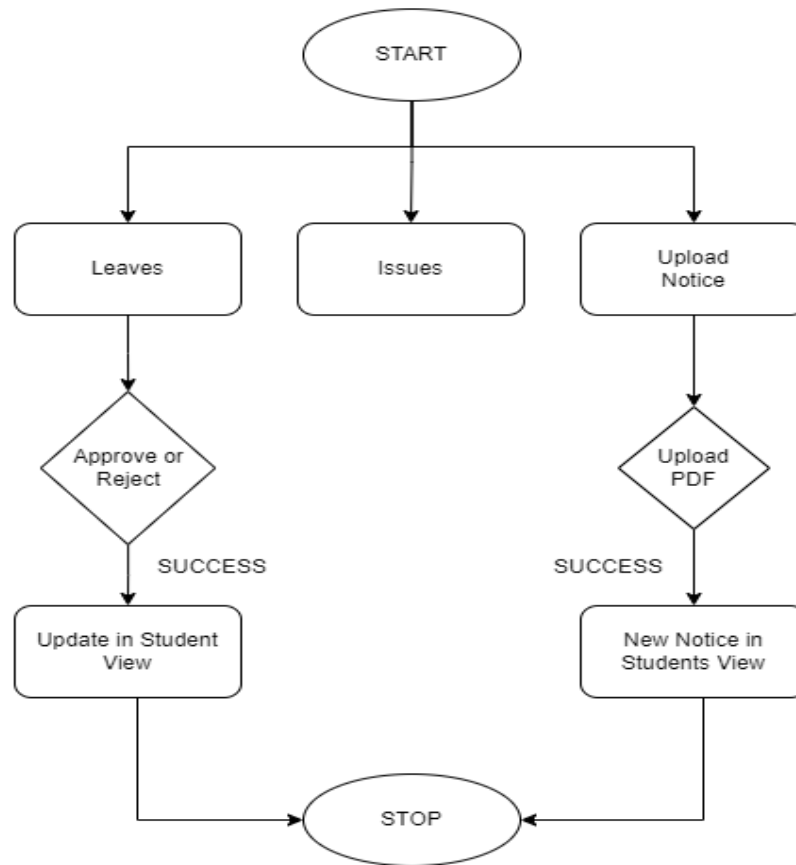 START
Leaves
Issues
Upload
Notice
Approve or
Reject
Upload
PDF
SUCCESS
SUCCESS
Update in Student
View
New Notice in
Students View
STOP